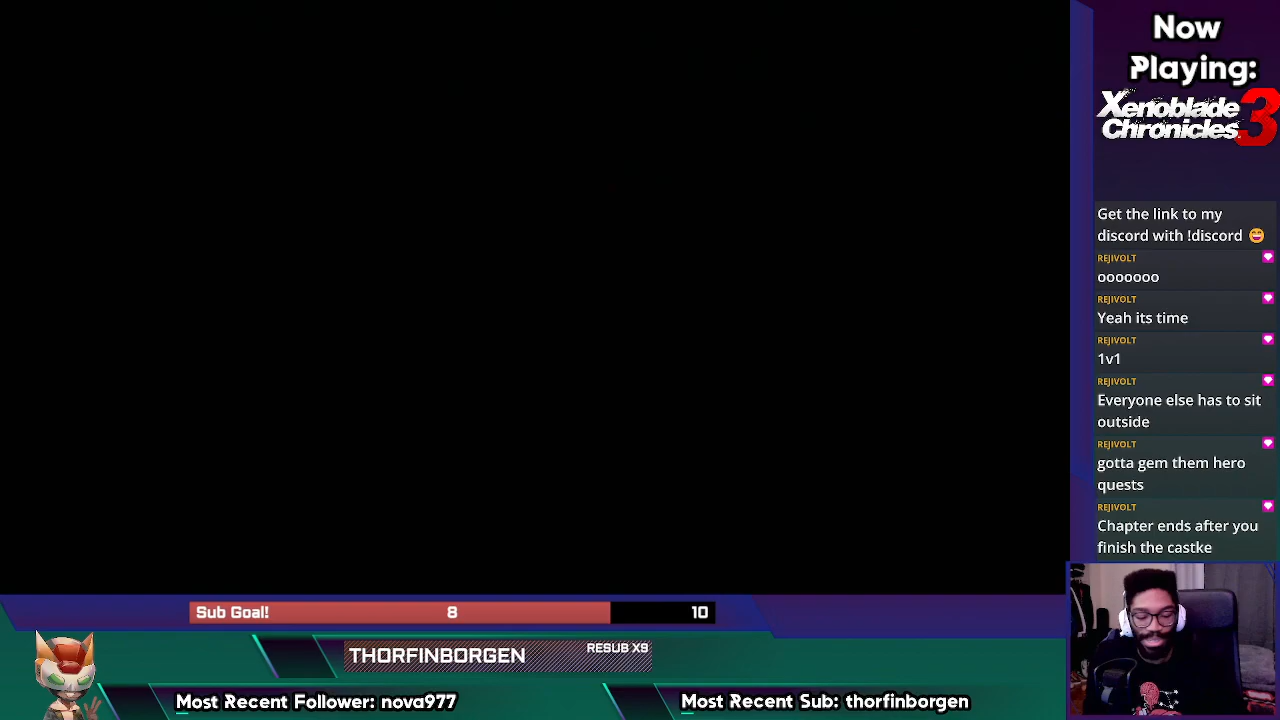 Now
Playing:
Xenoblade
Chronicles 3
Get the link to my
discord with !discord 😄
REJIVOLT
ooooooo
REJIVOLT
Yeah its time
REJIVOLT
1v1
REJIVOLT
Everyone else has to sit
outside
REJIVOLT
gotta gem them hero
quests
REJIVOLT
Chapter ends after you
finish the castke
Sub Goal! 8 10
THORFINBORGEN RESUB X9
Most Recent Follower: nova977
Most Recent Sub: thorfinborgen